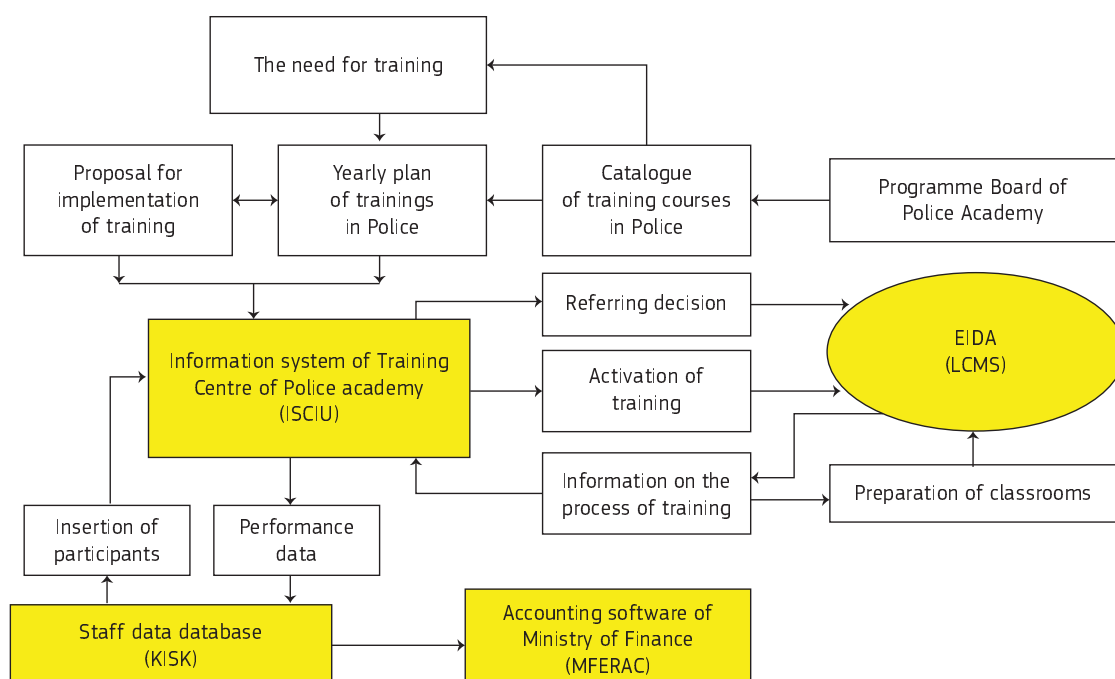 The need for training
Proposal for
implementation
of training
Yearly plan
of trainings
in Police
Catalogue
of training courses
in Police
Programme Board of
Police Academy
Referring decision
EIDA
(LCMS)
Information system of Training
Centre of Police academy
(ISCIU)
Activation of
training
Information on the
process of training
Preparation of classrooms
Insertion of
participants
Performance
data
Staff data database
(KISK)
Accounting software of
Ministry of Finance
(MFERAC)